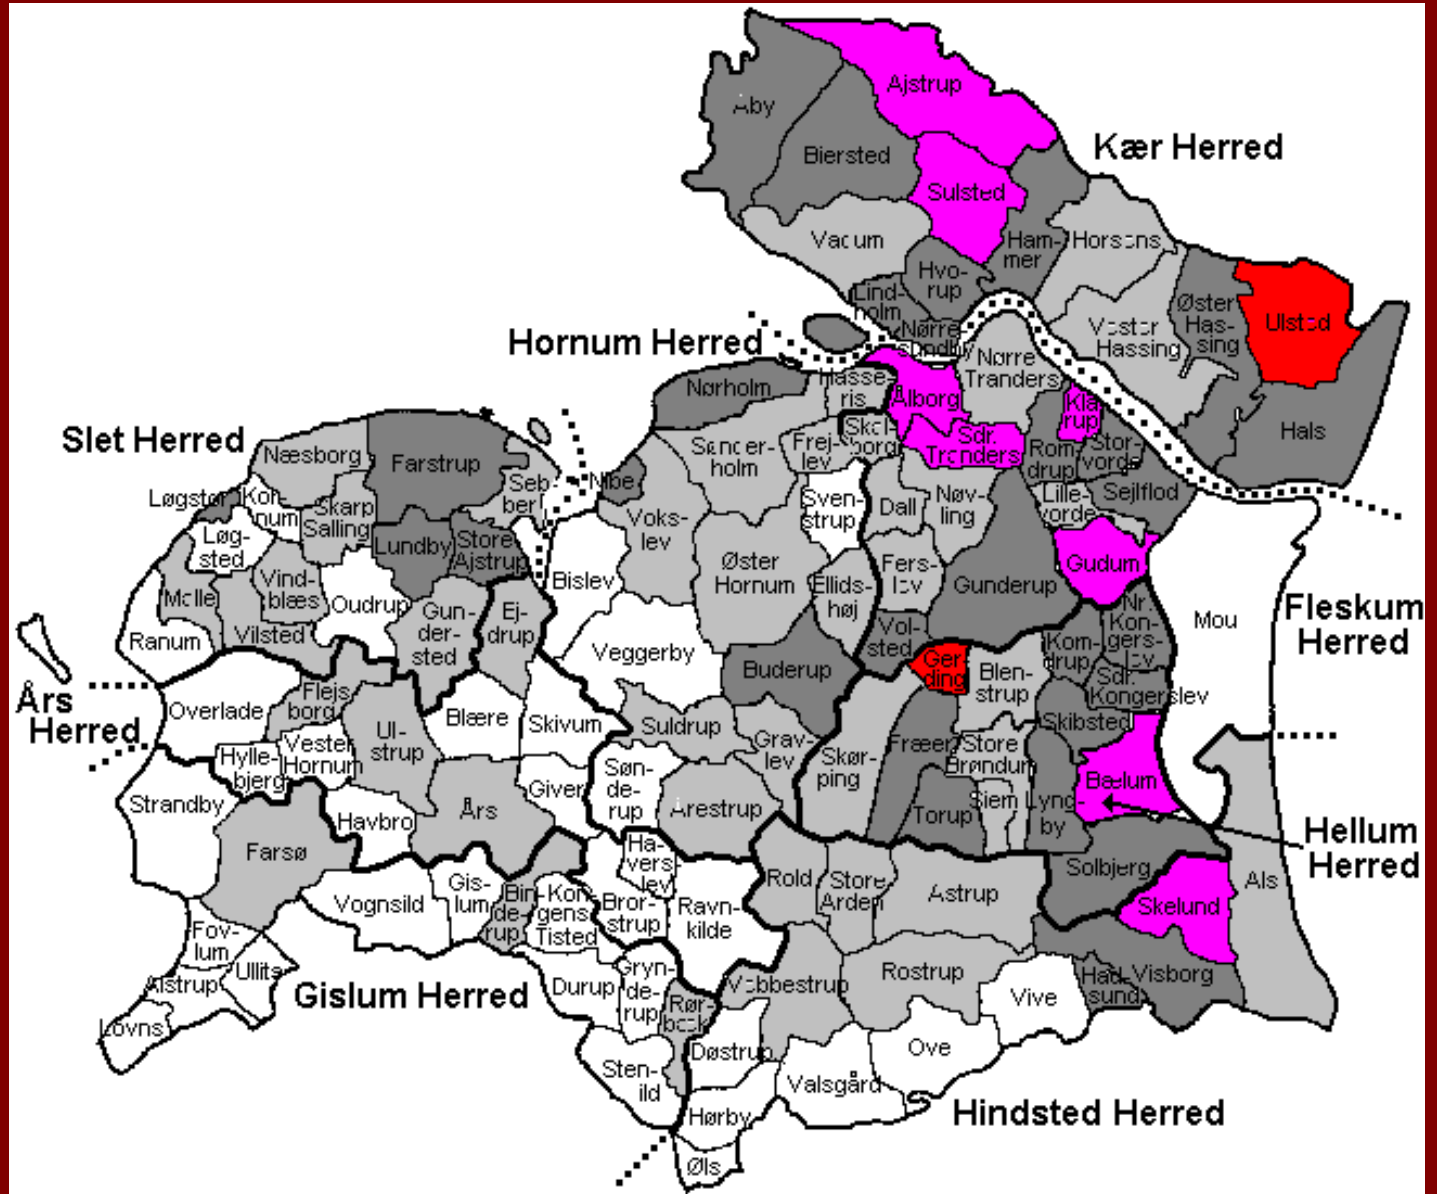 Ajstrup
Åby
Kær Herred
Biersted
Sulsted
Vadum
Ham-
mer
Horsens
Hvo-
rup
Lind-
holm
Øster
Has-
sing
Ulsted
Vester
Hassing
Nørre
sundby
Hornum Herred
Nørre
Tranders
Hasse-
ris
Nørholm
Ålborg
Kla
rup
Hals
Slet Herred
Sønder-
holm
Frej-
lev
Skal-
borg
Sdr.
Tranders
Rom-
drup
Stor-
vorde
Næsborg
Farstrup
Seb
ber
Nibe
Løgstør
Kor-
num
Skarp
Salling
Sven-
strup
Dall
Nøv-
ling
Lille-
vorde
Sejlflod
Voks-
lev
Løg-
sted
Lundby
Store
Ajstrup
Øster
Hornum
Fers-
lev
Gudum
Bislev
Ellids-
høj
Gunderup
Vind-
blæs
Malle
Oudrup
Gun-
der-
sted
Ej-
drup
Nr.
Kon-
gers-
lev
Mou
Fleskum
Herred
Ranum
Vilsted
Veggerby
Vol-
sted
Kom-
drup
Buderup
Ger
ding
Blen-
strup
Sdr.
Kongerslev
Års
Herred
Overlade
Flejs
borg
Blære
Skivum
Suldrup
Skibsted
Ul-
strup
Vester
Hornum
Hylle-
bjerg
Grav-
lev
Skør-
ping
Fræer
Store
Brøndum
Søn-
de-
rup
Giver
Bælum
Strandby
Havbro
Års
Årestrup
Torup
Siem
Lyng-
by
Hellum
Herred
Farsø
Ha-
vers-
lev
Solbjerg
Gis-
lum
Bin
de-
rup
Kon
gens
Tisted
Rold
Store
Arden
Astrup
Als
Vognsild
Bror-
strup
Ravn-
kilde
Skelund
Fov-
lum
Alstrup
Ullits
Gislum Herred
Durup
Gryn-
de-
rup
Vebbestrup
Rostrup
Had-
sund
Visborg
Vive
Rør-
bæk
Løvns
Døstrup
Ove
Sten-
ild
Valsgård
Hørby
Hindsted Herred
Øls